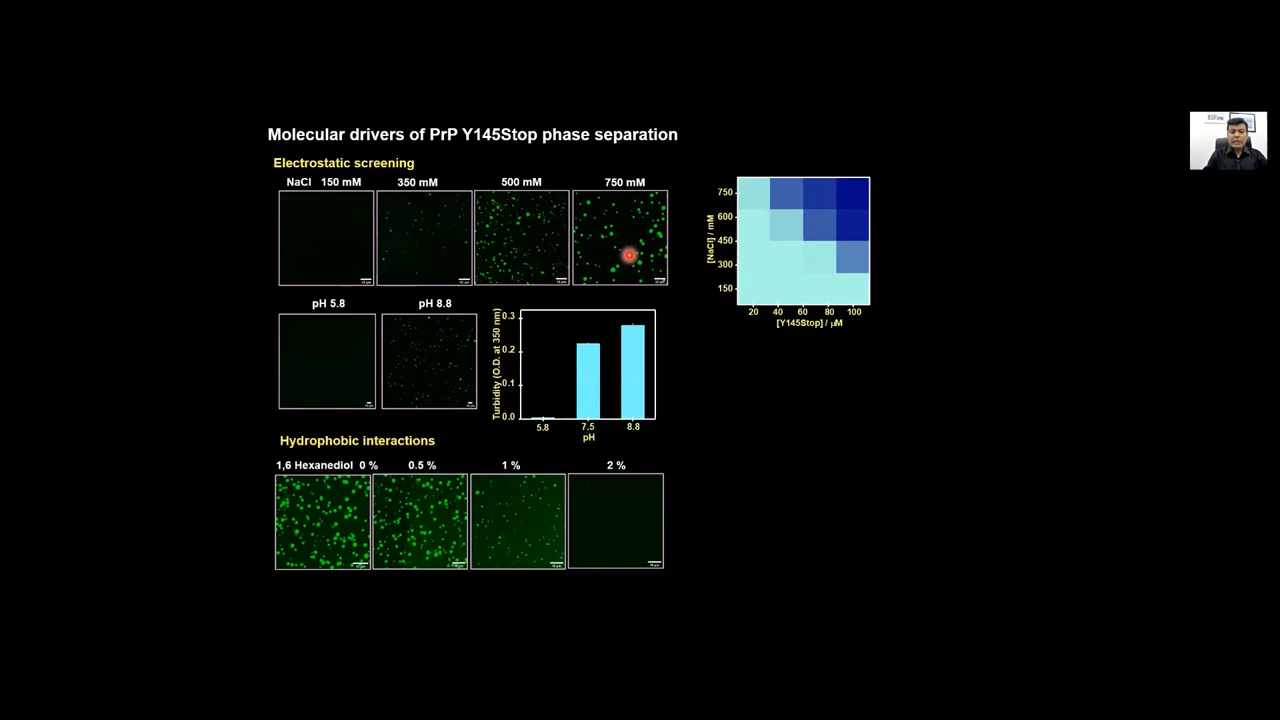 Molecular drivers of PrP Y145Stop phase separation
Electrostatic screening
NaCl 150 mM 350 mM 500 mM 750 mM
pH 5.8 pH 8.8
Turbidity (O.D. at 350 nm)
0.3
0.2
0.1
0.0
5.8 7.5 8.8
pH
Hydrophobic interactions
1,6 Hexanediol 0 % 0.5 % 1 % 2 %
[NaCl] / mM
750
600
450
300
150
20 40 60 80 100
[Y145Stop] / μM